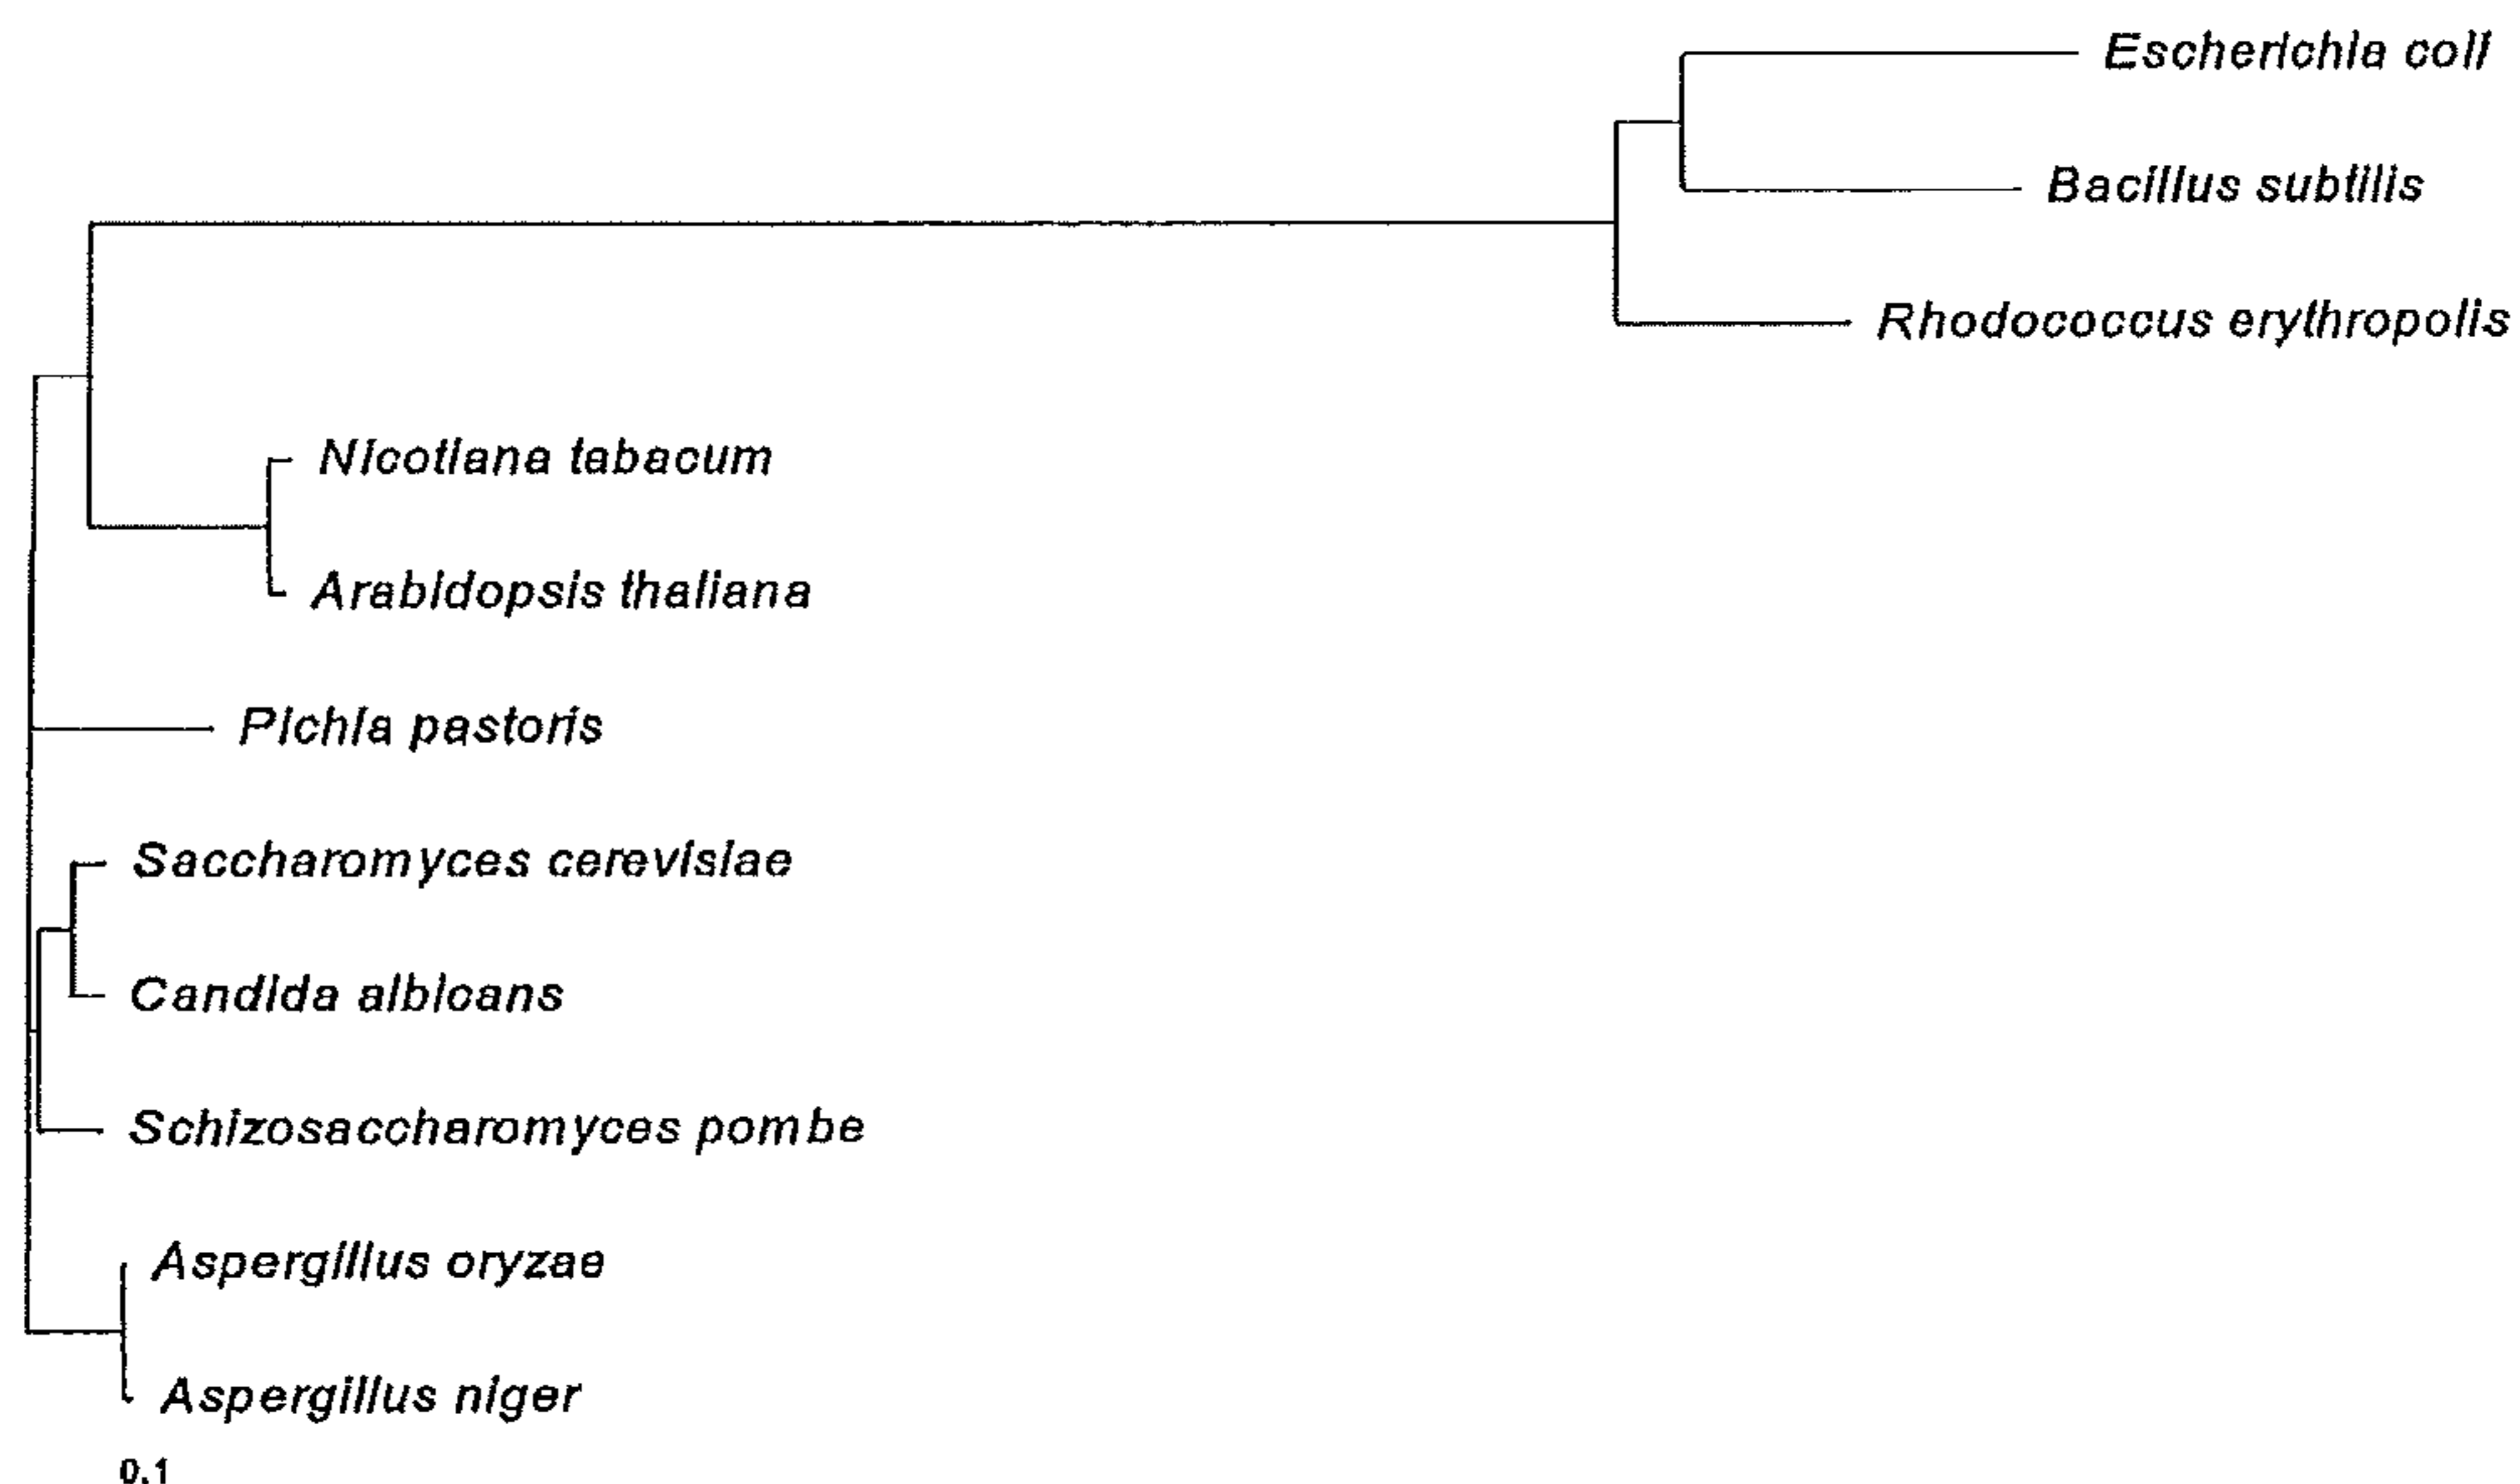 Escherichia coli
Bacillus subtilis
Rhodococcus erythropolis
Nicotiana tabacum
Arabidopsis thaliana
Pichia pastoris
Saccharomyces cerevisiae
Candida albicans
Schizosaccharomyces pombe
Aspergillus oryzae
Aspergillus niger
0.1